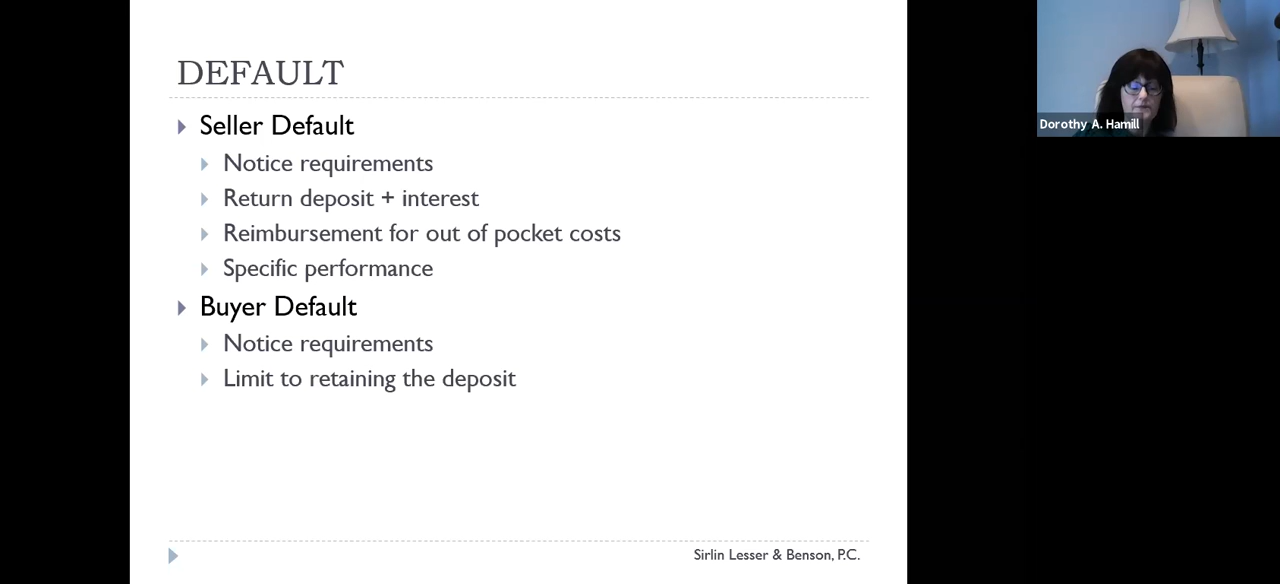 DEFAULT
Seller Default
Notice requirements
Return deposit + interest
Reimbursement for out of pocket costs
Specific performance
Buyer Default
Notice requirements
Limit to retaining the deposit
Sirlin Lesser & Benson, P.C.
Dorothy A. Hamill